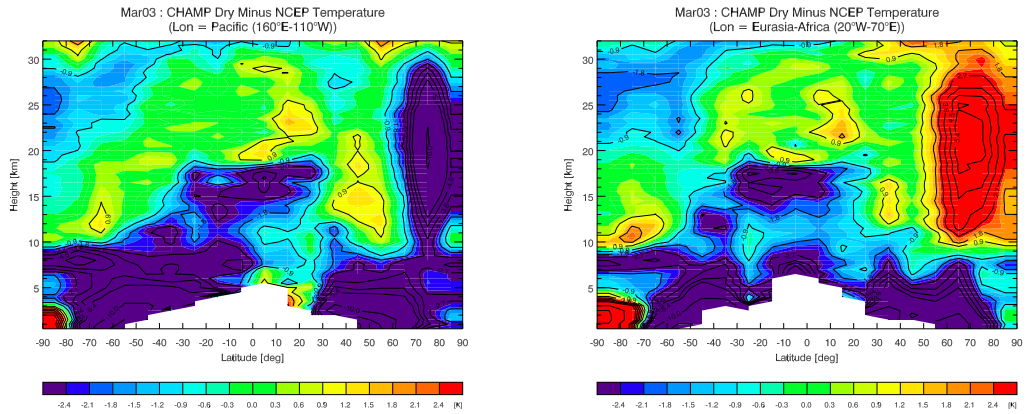 Mar03 : CHAMP Dry Minus NCEP Temperature
(Lon = Pacific (160°E-110°W))
30
25
20
15
10
5
Height [km]
-90 -80 -70 -60 -50 -40 -30 -20 -10 0 10 20 30 40 50 60 70 80 90
Latitude [deg]
-2.4 -2.1 -1.8 -1.5 -1.2 -0.9 -0.6 -0.3 0.0 0.3 0.6 0.9 1.2 1.5 1.8 2.1 2.4 [K]
Mar03 : CHAMP Dry Minus NCEP Temperature
(Lon = Eurasia-Africa (20°W-70°E))
30
25
20
15
10
5
Height [km]
-90 -80 -70 -60 -50 -40 -30 -20 -10 0 10 20 30 40 50 60 70 80 90
Latitude [deg]
-2.4 -2.1 -1.8 -1.5 -1.2 -0.9 -0.6 -0.3 0.0 0.3 0.6 0.9 1.2 1.5 1.8 2.1 2.4 [K]